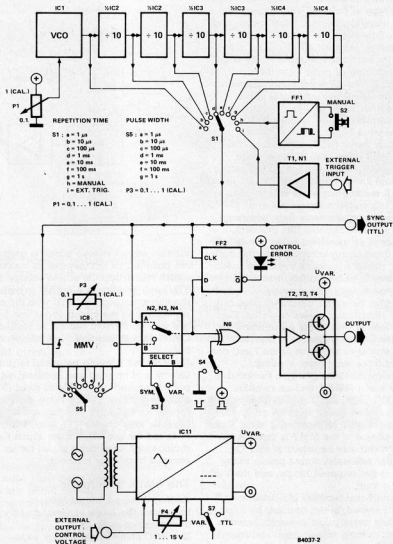 IC1 ½IC2 ½IC2 ½IC3 ½IC3 ½IC4 ½IC4
VCO ÷ 10 ÷ 10 ÷ 10 ÷ 10 ÷ 10 ÷ 10
1 (CAL.)
P1
0.1
REPETITION TIME
S1 : a = 1 µs
b = 10 µs
c = 100 µs
d = 1 ms
e = 10 ms
f = 100 ms
g = 1 s
h = MANUAL
i = EXT. TRIG.
P1 = 0.1 . . . 1 (CAL.)
PULSE WIDTH
S5 : a = 1 µs
b = 10 µs
c = 100 µs
d = 1 ms
e = 10 ms
f = 100 ms
g = 1 s
P3 = 0.1 . . . 1 (CAL.)
a b c d e f g h i
S1
FF1
MANUAL
S2
T1, N1
EXTERNAL
TRIGGER
INPUT
SYNC.
OUTPUT
(TTL)
FF2
CLK
D
Q
CONTROL
ERROR
P3
0.1 1 (CAL.)
IC8
MMV
a b c d e f g
S5
N2, N3, N4
A
B
SELECT
A B
SYM. VAR.
S3
N6
S4
UVAR.
T2, T3, T4
OUTPUT
0
IC11
UVAR.
0
EXTERNAL
OUTPUT -
CONTROL
VOLTAGE
P4
1 . . . 15 V
S7
VAR. TTL
84037-2